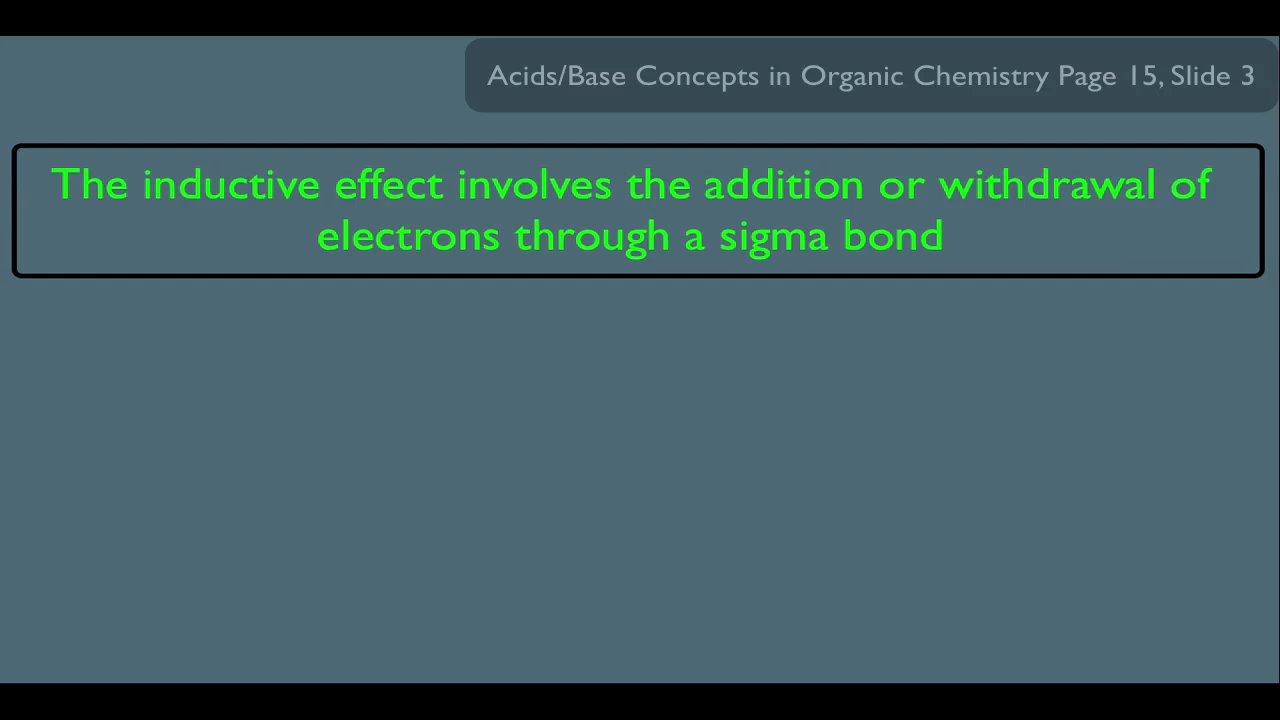 Acids/Base Concepts in Organic Chemistry Page 15, Slide 3
The inductive effect involves the addition or withdrawal of
electrons through a sigma bond